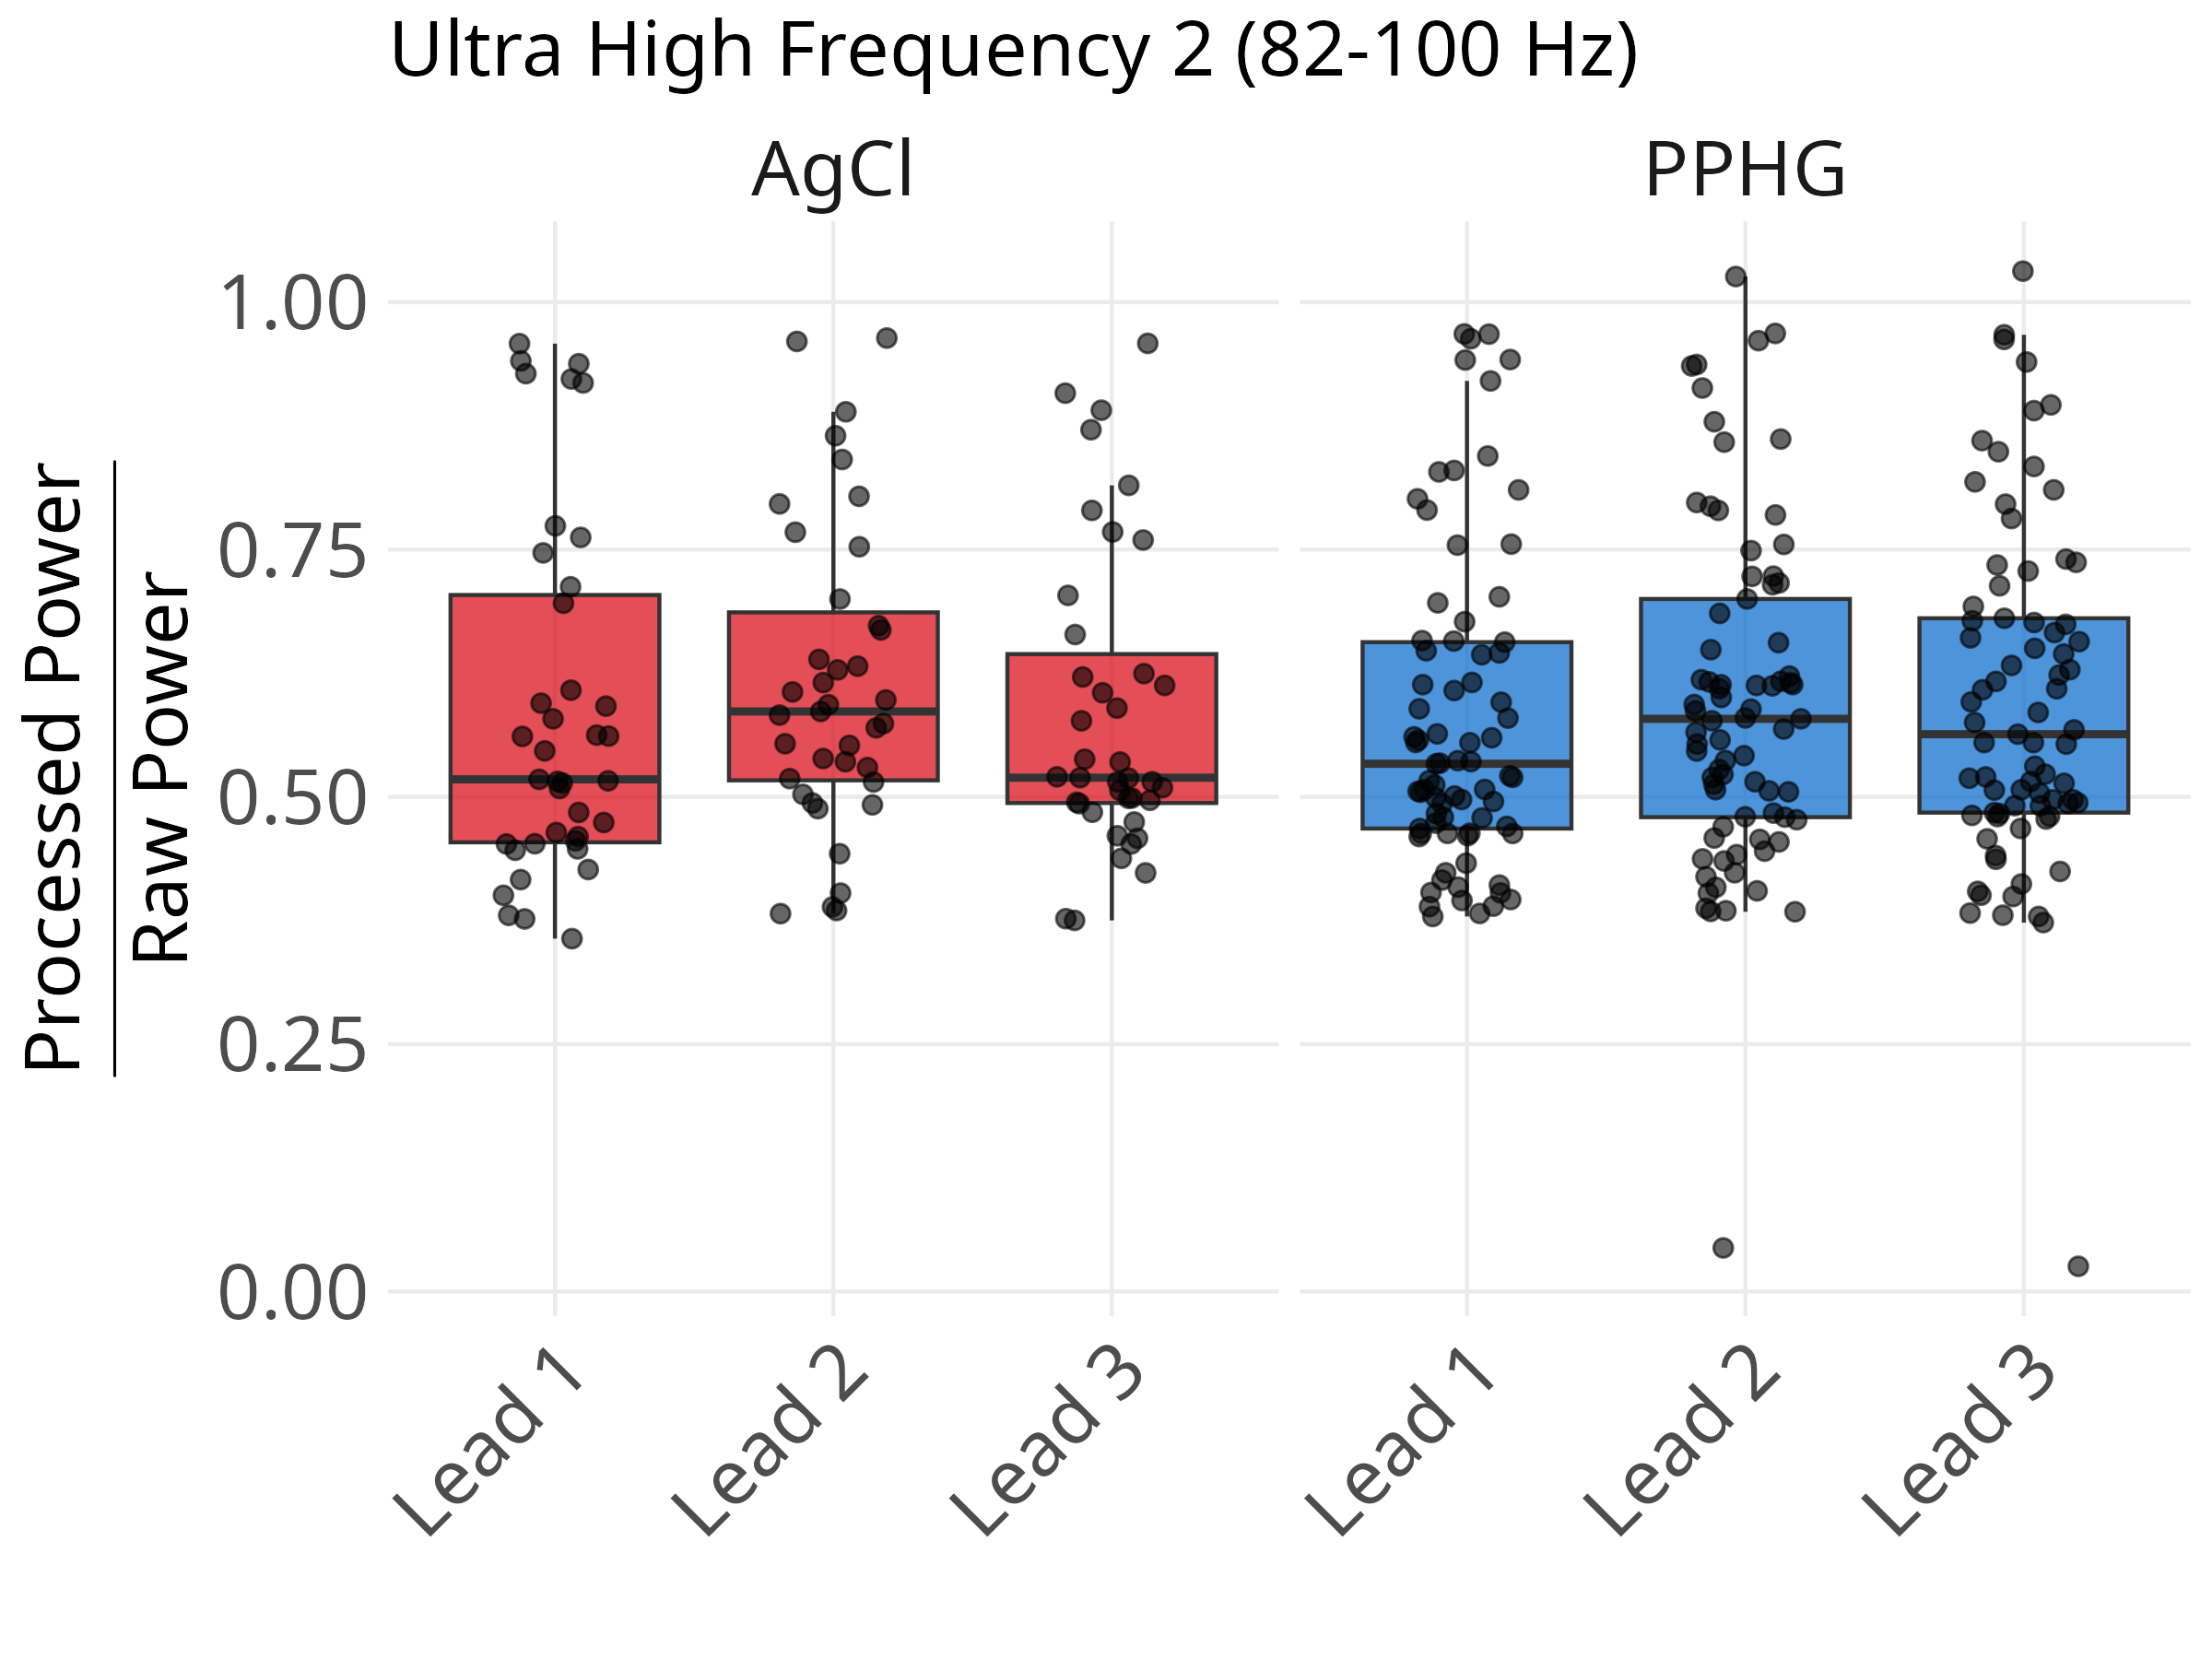 Ultra High Frequency 2 (82-100 Hz)
AgCl
PPHG
Processed Power
Raw Power
1.00
0.75
0.50
0.25
0.00
Lead 1
Lead 2
Lead 3
Lead 1
Lead 2
Lead 3